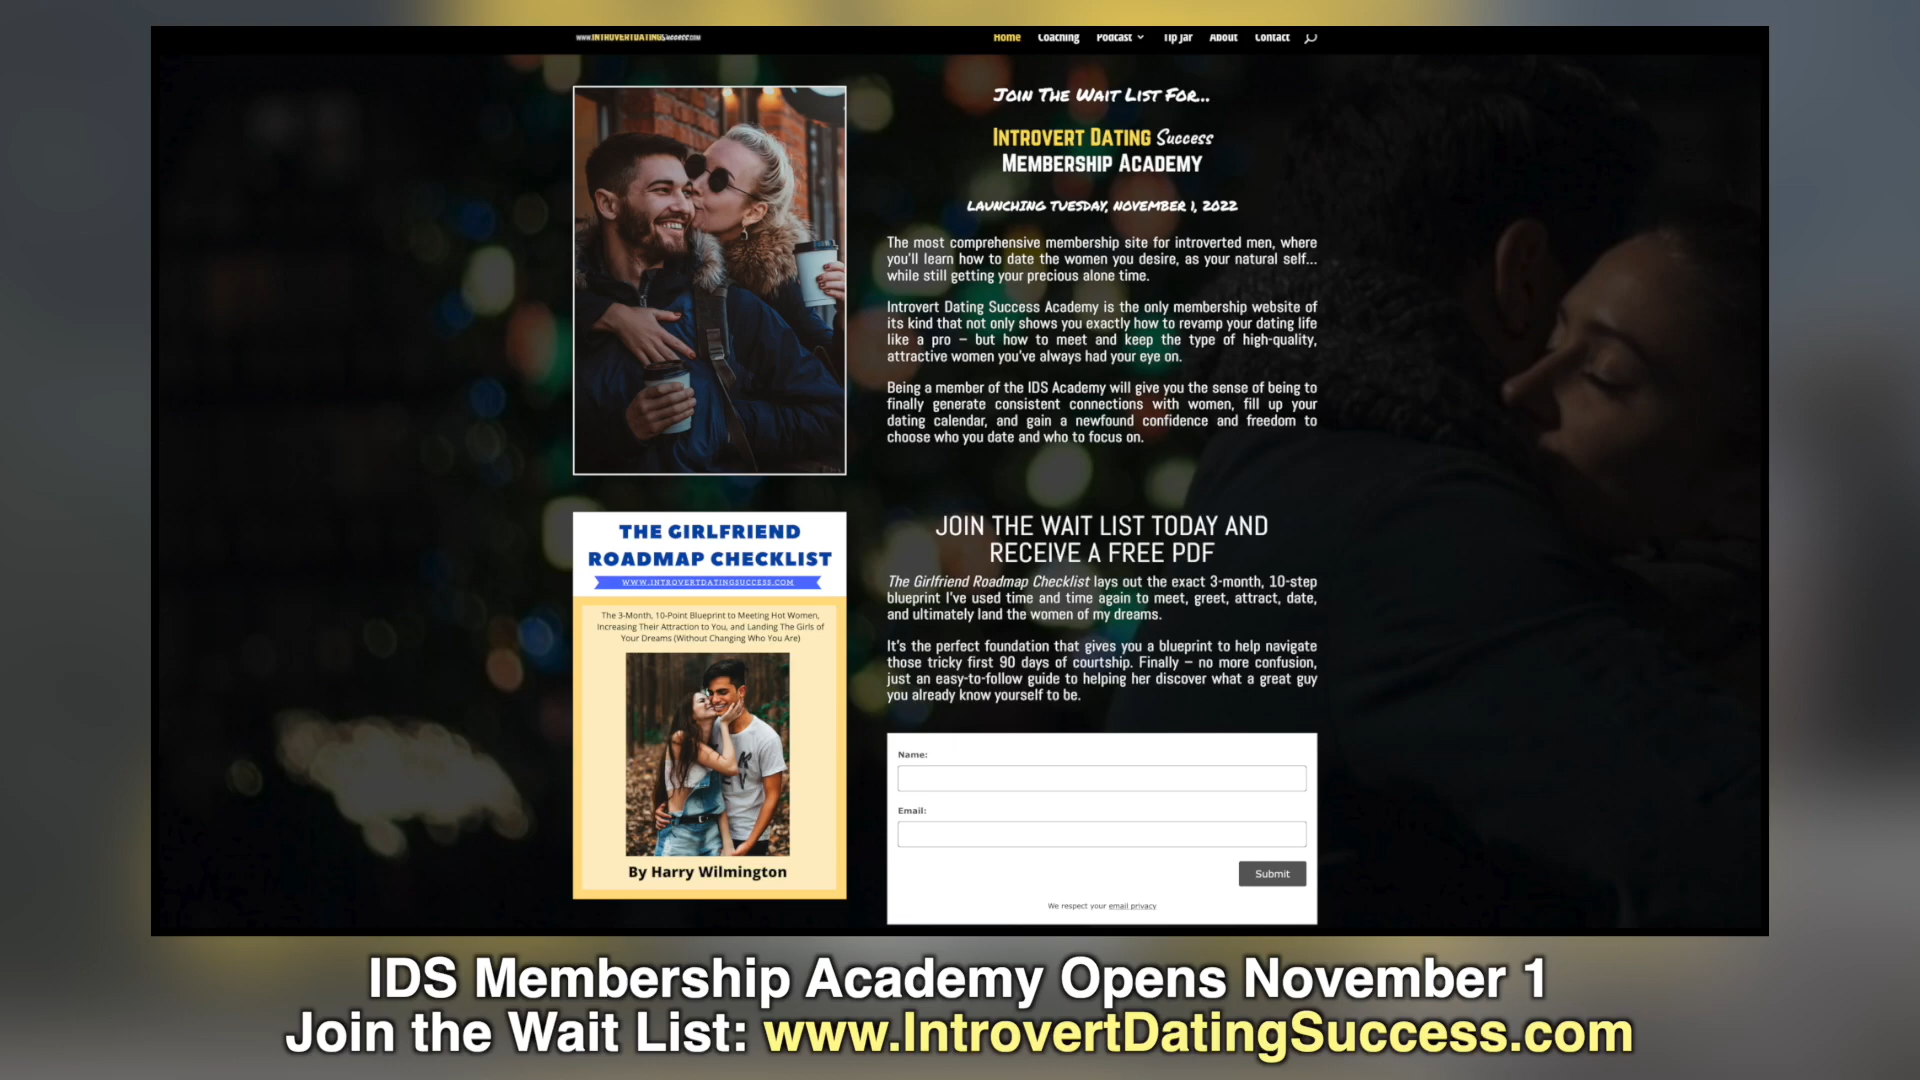 www.INTROVERTDATINGSuccess.com
Home Coaching Podcast Tip Jar About Contact
Join The Wait List For...
Introvert Dating Success
Membership Academy
Launching Tuesday, November 1, 2022
The most comprehensive membership site for introverted men, where
you'll learn how to date the women you desire, as your natural self...
while still getting your precious alone time.
Introvert Dating Success Academy is the only membership website of
its kind that not only shows you exactly how to revamp your dating life
like a pro – but how to meet and keep the type of high-quality,
attractive women you've always had your eye on.
Being a member of the IDS Academy will give you the sense of being to
finally generate consistent connections with women, fill up your
dating calendar, and gain a newfound confidence and freedom to
choose who you date and who to focus on.
THE GIRLFRIEND
ROADMAP CHECKLIST
WWW.INTROVERTDATINGSUCCESS.COM
The 3-Month, 10-Point Blueprint to Meeting Hot Women,
Increasing Their Attraction to You, and Landing The Girls of
Your Dreams (Without Changing Who You Are)
By Harry Wilmington
JOIN THE WAIT LIST TODAY AND
RECEIVE A FREE PDF
The Girlfriend Roadmap Checklist lays out the exact 3-month, 10-step
blueprint I've used time and time again to meet, greet, attract, date,
and ultimately land the women of my dreams.
It's the perfect foundation that gives you a blueprint to help navigate
those tricky first 90 days of courtship. Finally – no more confusion,
just an easy-to-follow guide to helping her discover what a great guy
you already know yourself to be.
Name:
Email:
Submit
We respect your email privacy
IDS Membership Academy Opens November 1
Join the Wait List: www.IntrovertDatingSuccess.com